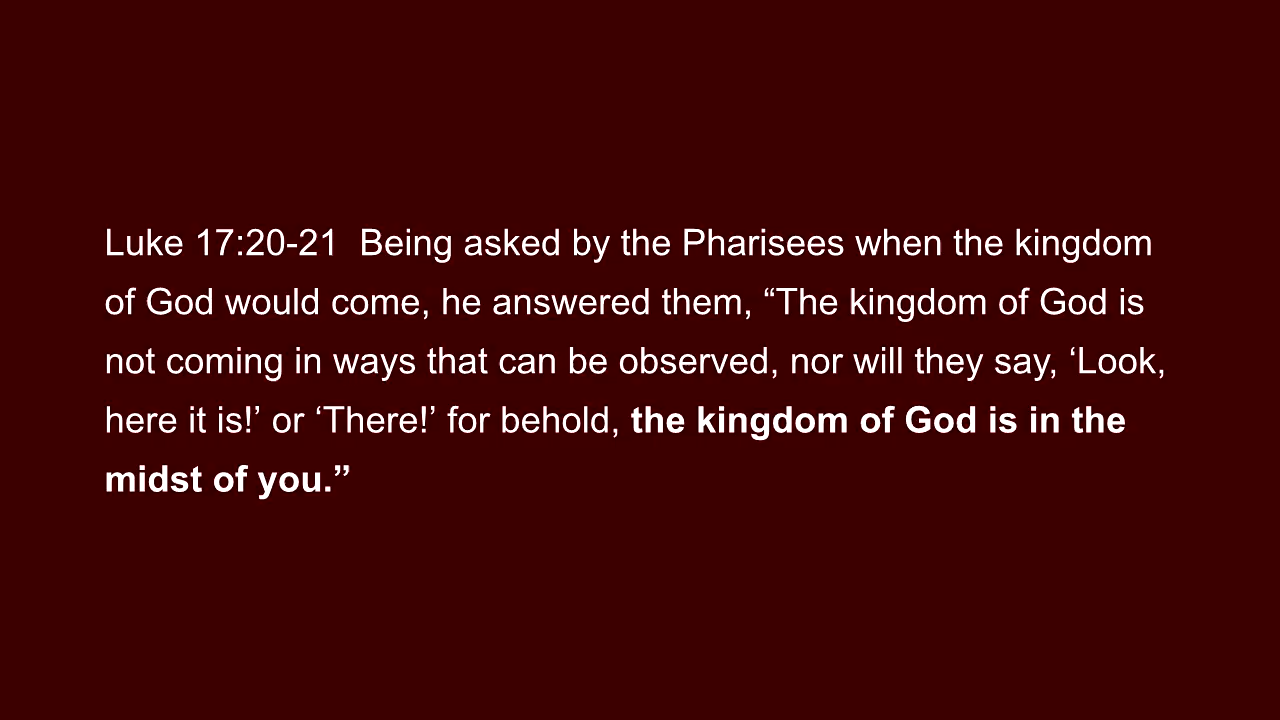 Luke 17:20-21  Being asked by the Pharisees when the kingdom
of God would come, he answered them, “The kingdom of God is
not coming in ways that can be observed, nor will they say, ‘Look,
here it is!’ or ‘There!’ for behold, the kingdom of God is in the
midst of you.”